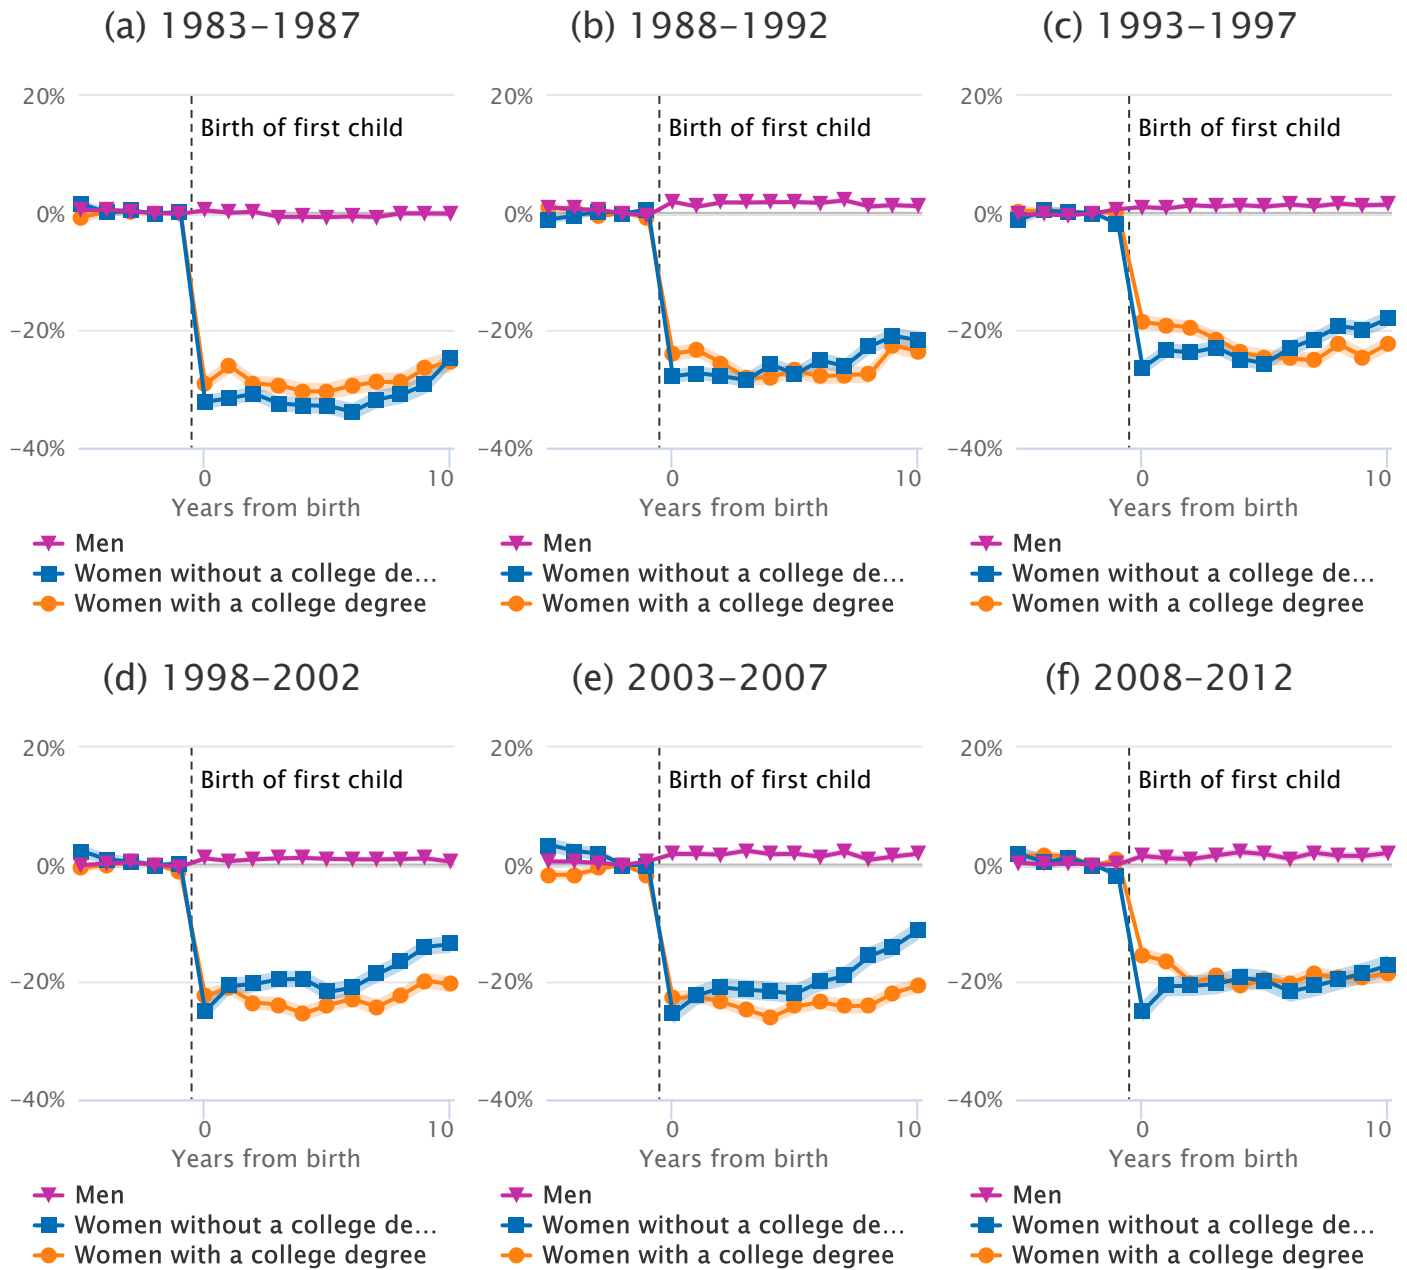 (a) 1983–1987
20%
Birth of first child
0%
−20%
−40%
0
10
Years from birth
Men
Women without a college de…
Women with a college degree
(b) 1988–1992
20%
Birth of first child
0%
−20%
−40%
0
10
Years from birth
Men
Women without a college de…
Women with a college degree
(c) 1993–1997
20%
Birth of first child
0%
−20%
−40%
0
10
Years from birth
Men
Women without a college de…
Women with a college degree
(d) 1998–2002
20%
Birth of first child
0%
−20%
−40%
0
10
Years from birth
Men
Women without a college de…
Women with a college degree
(e) 2003–2007
20%
Birth of first child
0%
−20%
−40%
0
10
Years from birth
Men
Women without a college de…
Women with a college degree
(f) 2008–2012
20%
Birth of first child
0%
−20%
−40%
0
10
Years from birth
Men
Women without a college de…
Women with a college degree